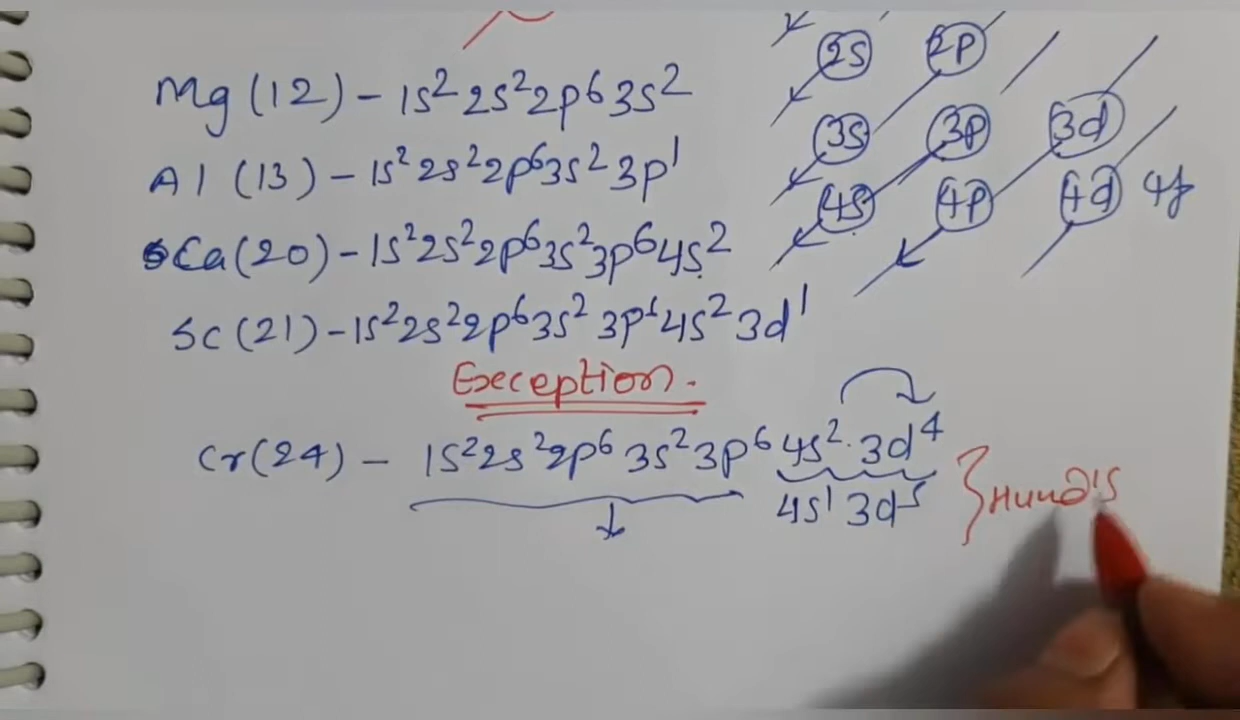 2s 2p
Mg (12) - 1s² 2s² 2p⁶ 3s²
3s 3p 3d
Al (13) - 1s² 2s² 2p⁶ 3s² 3p¹
4s 4p 4d 4f
Ca (20) - 1s² 2s² 2p⁶ 3s² 3p⁶ 4s²
Sc (21) - 1s² 2s² 2p⁶ 3s² 3p⁶ 4s² 3d¹
Exception.
Cr (24) - 1s² 2s² 2p⁶ 3s² 3p⁶ 4s² 3d⁴
4s¹ 3d⁵ } Hund's